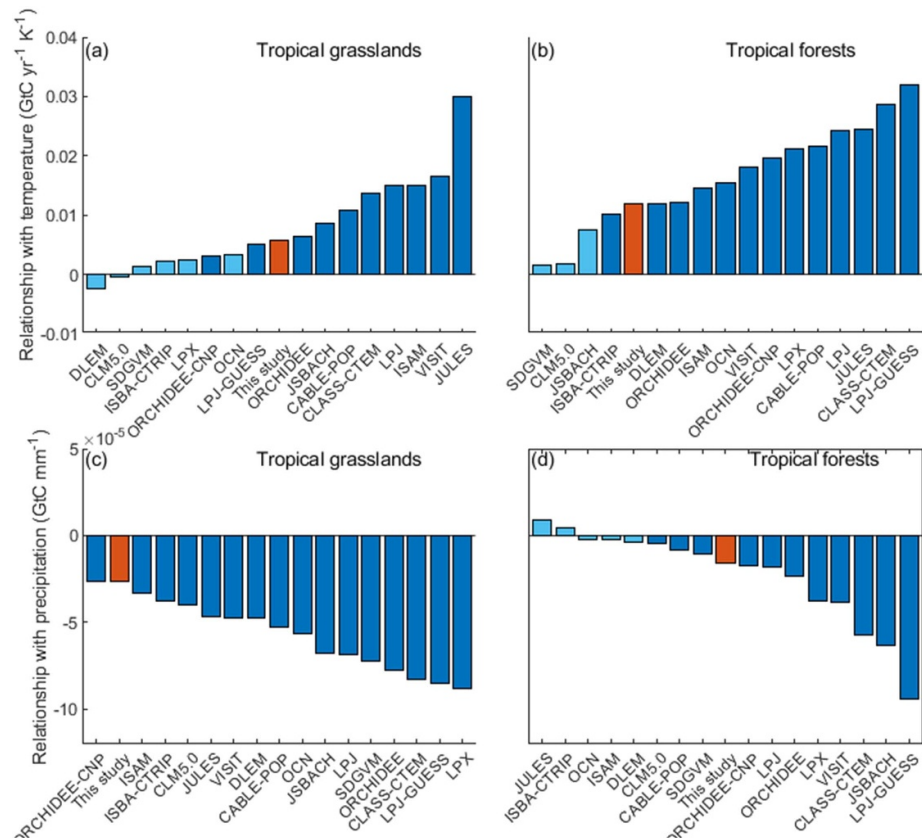 (a) Tropical grasslands
Relationship with temperature (GtC yr⁻¹ K⁻¹)
0.04
0.03
0.02
0.01
0
-0.01
DLEM
CLM5.0
SDGVM
ISBA-CTRIP
LPX
ORCHIDEE-CNP
OCN
LPJ-GUESS
This study
ORCHIDEE
JSBACH
CABLE-POP
CLASS-CTEM
LPJ
ISAM
VISIT
JULES
(b) Tropical forests
SDGVM
CLM5.0
JSBACH
ISBA-CTRIP
This study
DLEM
ORCHIDEE
ISAM
OCN
VISIT
ORCHIDEE-CNP
LPX
CABLE-POP
LPJ
JULES
CLASS-CTEM
LPJ-GUESS
(c) Tropical grasslands
Relationship with precipitation (GtC mm⁻¹)
×10⁻⁵
5
0
-5
-10
ORCHIDEE-CNP
This study
ISAM
ISBA-CTRIP
CLM5.0
JULES
VISIT
DLEM
CABLE-POP
OCN
JSBACH
LPJ
SDGVM
ORCHIDEE
CLASS-CTEM
LPJ-GUESS
LPX
(d) Tropical forests
JULES
ISBA-CTRIP
OCN
ISAM
DLEM
CLM5.0
CABLE-POP
SDGVM
This study
ORCHIDEE-CNP
LPJ
ORCHIDEE
LPX
VISIT
CLASS-CTEM
JSBACH
LPJ-GUESS